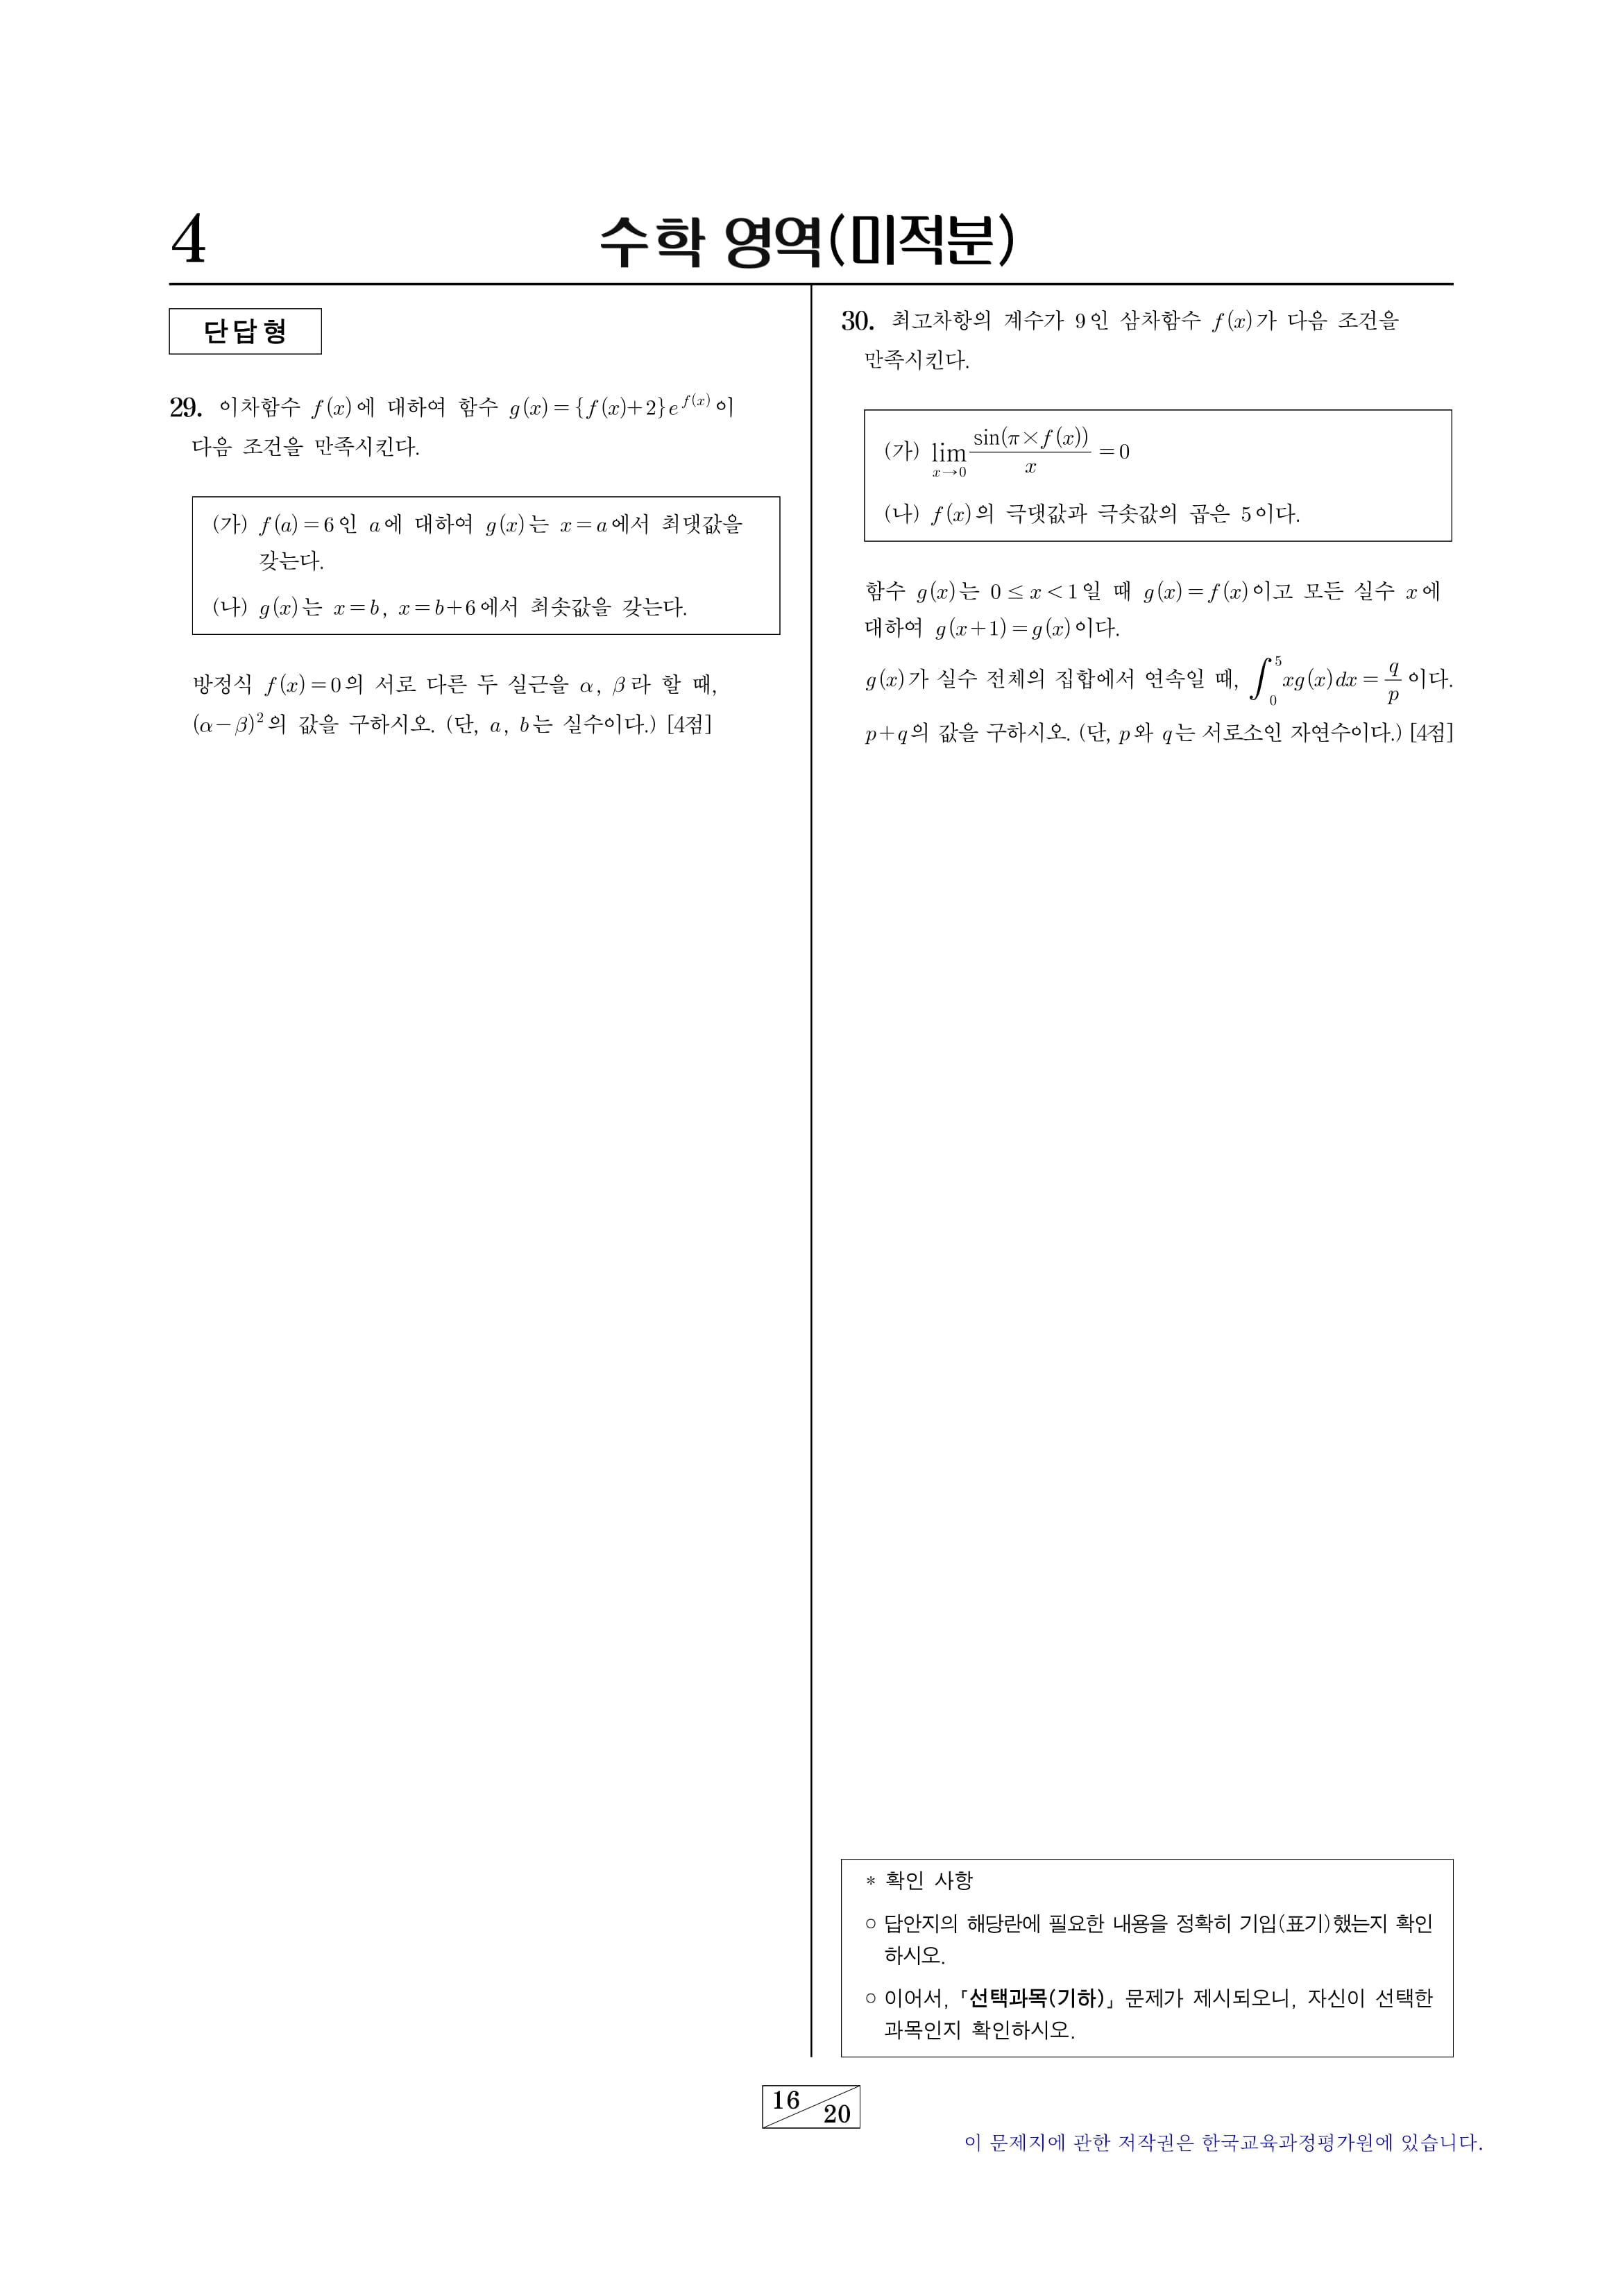 4
수학 영역(미적분)
단답형
29. 이차함수 f(x)에 대하여 함수 g(x)={f(x)+2}e^{f(x)}이
다음 조건을 만족시킨다.
(가) f(a)=6인 a에 대하여 g(x)는 x=a에서 최댓값을
갖는다.
(나) g(x)는 x=b, x=b+6에서 최솟값을 갖는다.
방정식 f(x)=0의 서로 다른 두 실근을 α, β라 할 때,
(α-β)²의 값을 구하시오. (단, a, b는 실수이다.) [4점]
30. 최고차항의 계수가 9인 삼차함수 f(x)가 다음 조건을
만족시킨다.
(가) lim_{x→0} sin(π×f(x))/x = 0
(나) f(x)의 극댓값과 극솟값의 곱은 5이다.
함수 g(x)는 0≤x<1일 때 g(x)=f(x)이고 모든 실수 x에
대하여 g(x+1)=g(x)이다.
g(x)가 실수 전체의 집합에서 연속일 때, ∫_0^5 xg(x)dx = q/p 이다.
p+q의 값을 구하시오. (단, p와 q는 서로소인 자연수이다.) [4점]
* 확인 사항
○ 답안지의 해당란에 필요한 내용을 정확히 기입(표기)했는지 확인
하시오.
○ 이어서, 「선택과목(기하)」 문제가 제시되오니, 자신이 선택한
과목인지 확인하시오.
16
20
이 문제지에 관한 저작권은 한국교육과정평가원에 있습니다.